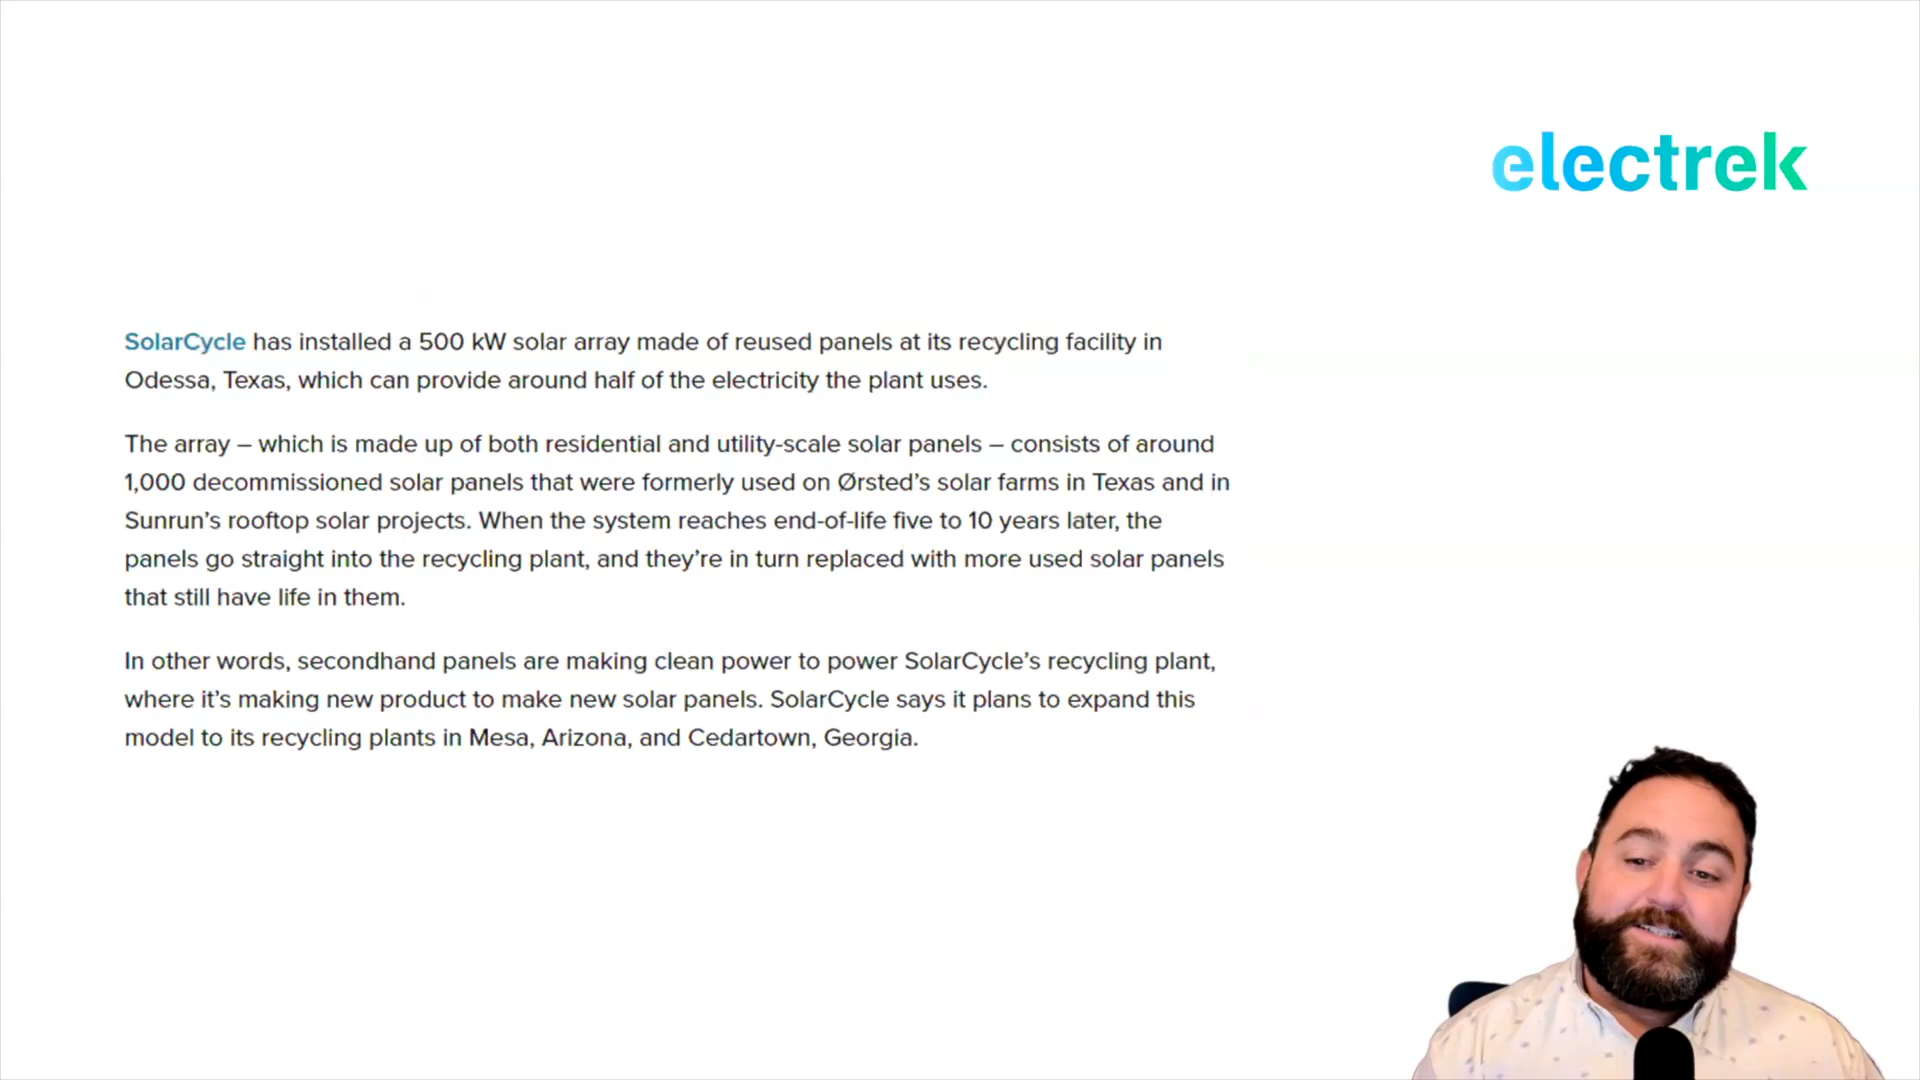 electrek
SolarCycle has installed a 500 kW solar array made of reused panels at its recycling facility in
Odessa, Texas, which can provide around half of the electricity the plant uses.
The array – which is made up of both residential and utility-scale solar panels – consists of around
1,000 decommissioned solar panels that were formerly used on Ørsted’s solar farms in Texas and in
Sunrun’s rooftop solar projects. When the system reaches end-of-life five to 10 years later, the
panels go straight into the recycling plant, and they’re in turn replaced with more used solar panels
that still have life in them.
In other words, secondhand panels are making clean power to power SolarCycle’s recycling plant,
where it’s making new product to make new solar panels. SolarCycle says it plans to expand this
model to its recycling plants in Mesa, Arizona, and Cedartown, Georgia.